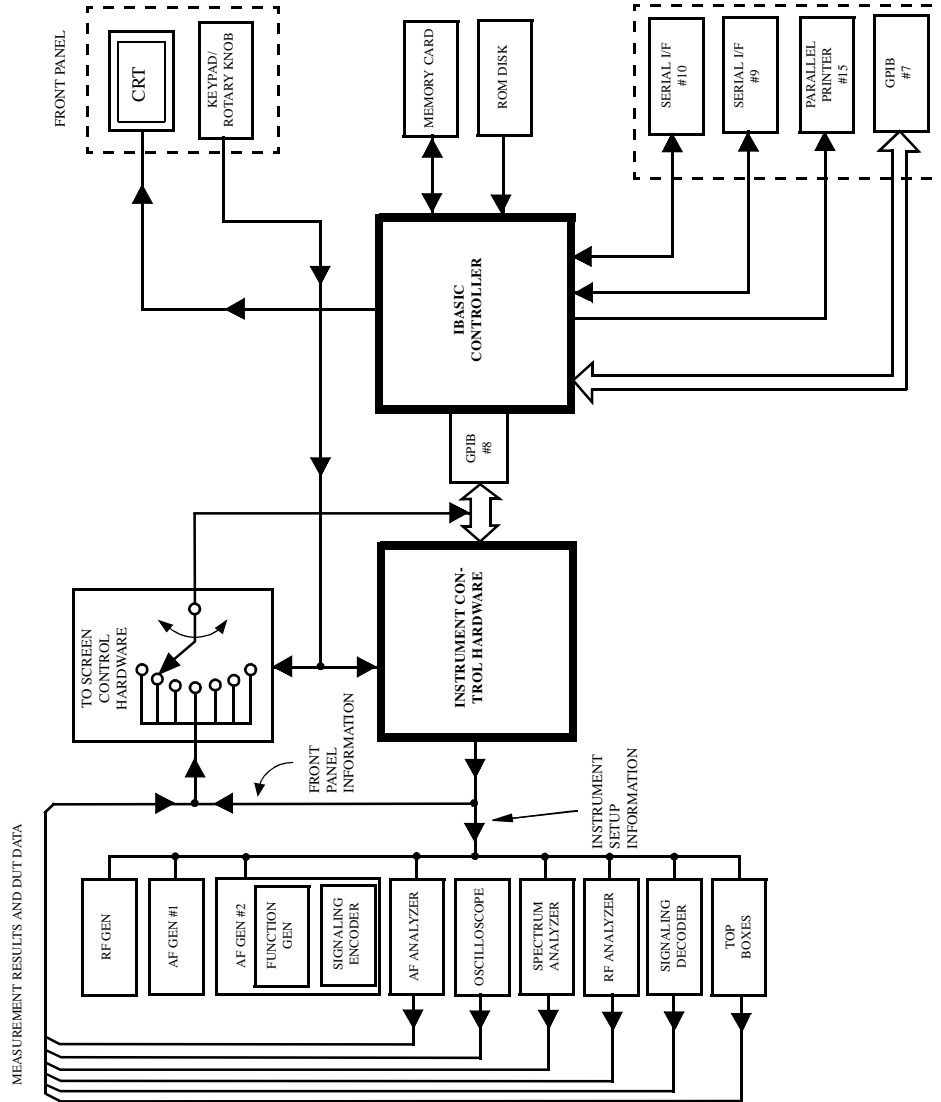 FRONT PANEL
CRT
KEYPAD/
ROTARY KNOB
MEMORY CARD
ROM DISK
SERIAL I/F
#10
SERIAL I/F
#9
PARALLEL
PRINTER
#15
GPIB
#7
IBASIC
CONTROLLER
GPIB
#8
TO SCREEN
CONTROL
HARDWARE
INSTRUMENT CON-
TROL HARDWARE
FRONT
PANEL
INFORMATION
INSTRUMENT
SETUP
INFORMATION
MEASUREMENT RESULTS AND DUT DATA
RF GEN
AF GEN #1
AF GEN #2
FUNCTION
GEN
SIGNALING
ENCODER
AF ANALYZER
OSCILLOSCOPE
SPECTRUM
ANALYZER
RF ANALYZER
SIGNALING
DECODER
TOP
BOXES